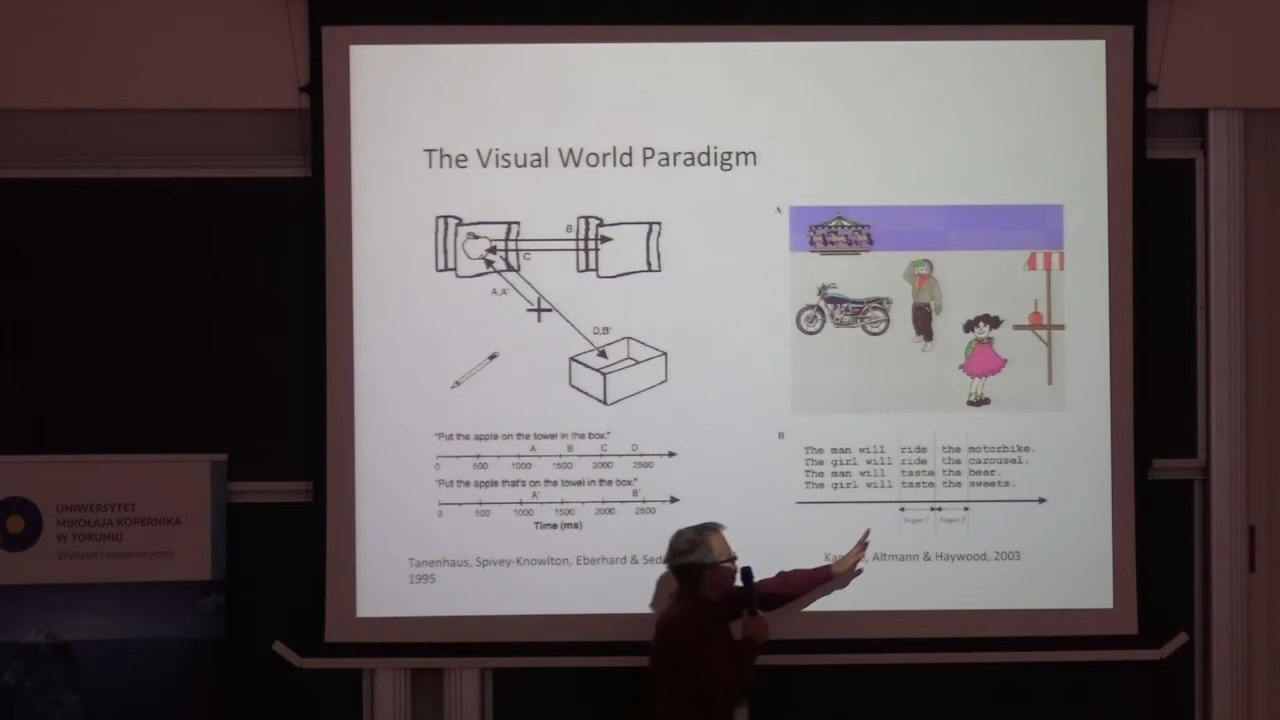 The Visual World Paradigm
B
C
A,A'
D,B'
"Put the apple on the towel in the box."
A B C D
0 500 1000 1500 2000 2500
"Put the apple that's on the towel in the box."
A' B'
0 500 1000 1500 2000 2500
Time (ms)
Tanenhaus, Spivey-Knowlton, Eberhard &
1995
A
B
The man will ride the motorbike.
The girl will ride the carousel.
The man will taste the beer.
The girl will taste the sweets.
Altmann & Haywood, 2003
UNIWERSYTET
MIKOŁAJA KOPERNIKA
W TORUNIU
Wydział Humanistyczny